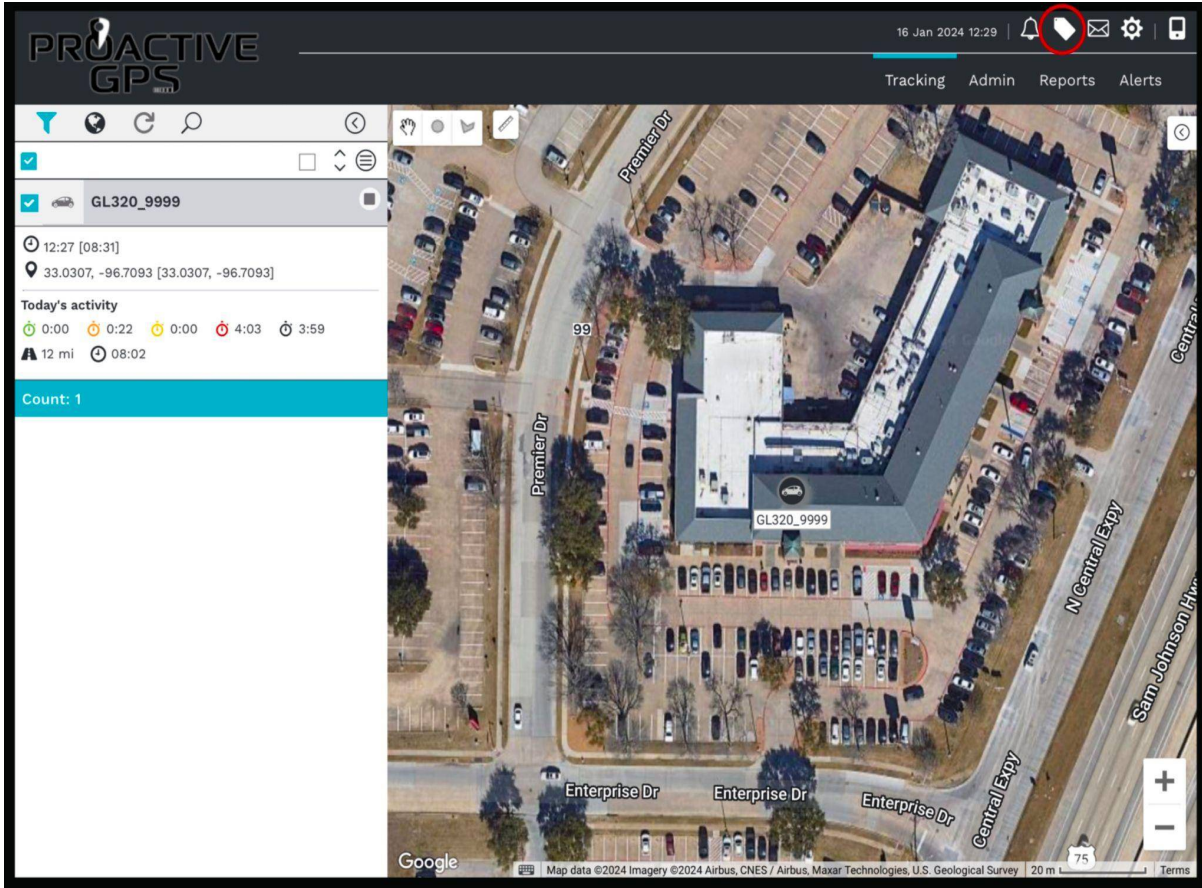 PROACTIVE
GPS
16 Jan 2024 12:29
Tracking Admin Reports Alerts
GL320_9999
12:27 [08:31]
33.0307, -96.7093 [33.0307, -96.7093]
Today's activity
0:00 0:22 0:00 4:03 3:59
12 mi 08:02
Count: 1
Premier Dr
99
Central
Premier Dr
GL320_9999
N Central Expy
Sam Johnson Hw
Enterprise Dr
Enterprise Dr
Enterprise Dr
Central Expy
75
Google
Map data ©2024 Imagery ©2024 Airbus, CNES / Airbus, Maxar Technologies, U.S. Geological Survey
20 m
Terms